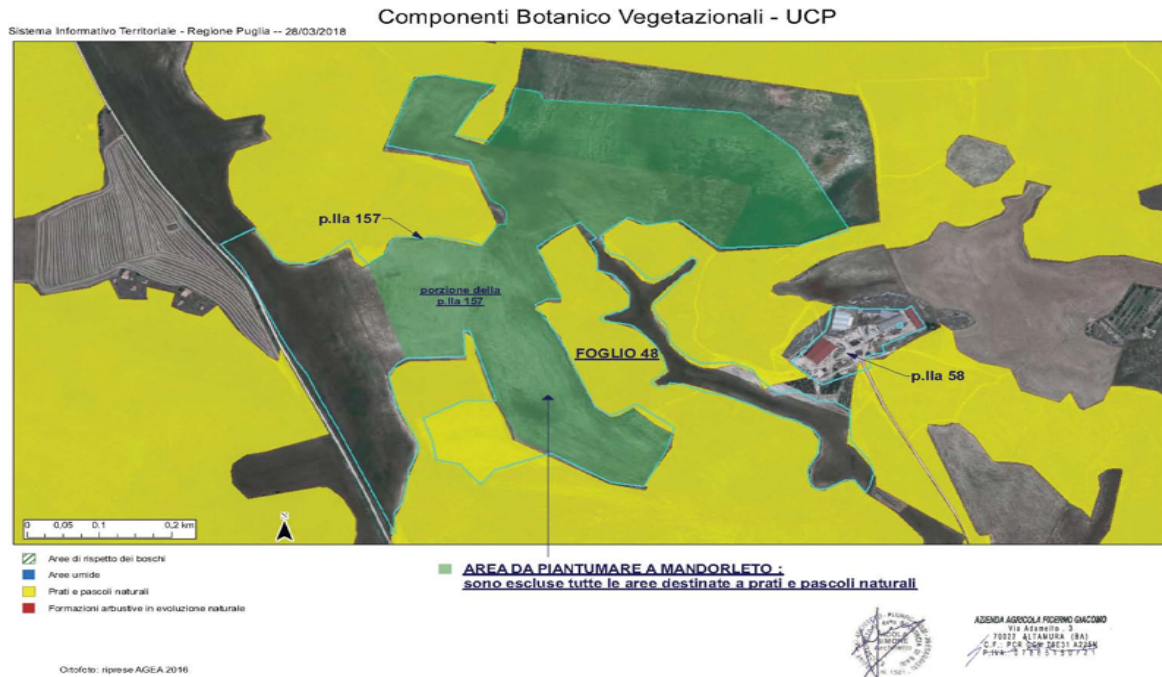 Componenti Botanico Vegetazionali - UCP
Sistema Informativo Territoriale - Regione Puglia -- 28/03/2018
p.lla 157
porzione della
p.lla 157
FOGLIO 48
p.lla 58
0 0,05 0.1 0,2 km
N
Aree di rispetto dei boschi
Aree umide
Prati e pascoli naturali
Formazioni arbustive in evoluzione naturale
AREA DA PIANTUMARE A MANDORLETO :
sono escluse tutte le aree destinate a prati e pascoli naturali
AZIENDA AGRICOLA
GIACOMO
Via Adamello , 3
70022 ALTAMURA (BA)
Ortofoto: riprese AGEA 2016